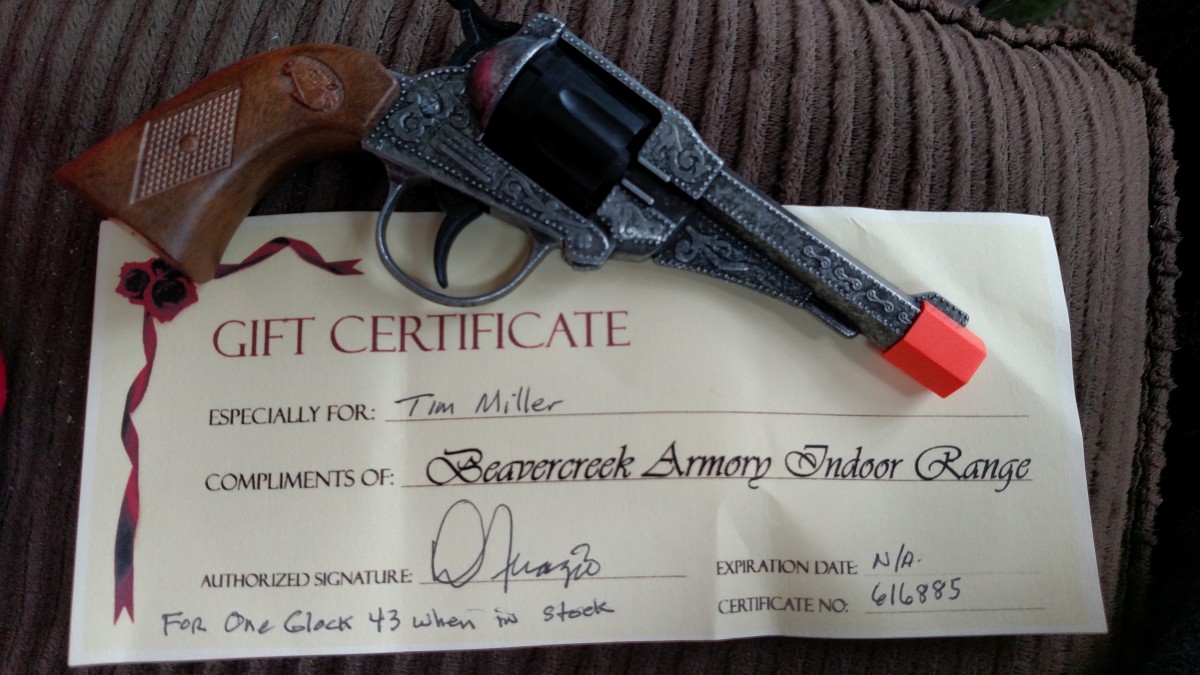 GIFT CERTIFICATE
ESPECIALLY FOR: Tim Miller
COMPLIMENTS OF: Beavercreek Armory Indoor Range
AUTHORIZED SIGNATURE:
EXPIRATION DATE: N/A.
CERTIFICATE NO: 616885
For One Glock 43 when in stock